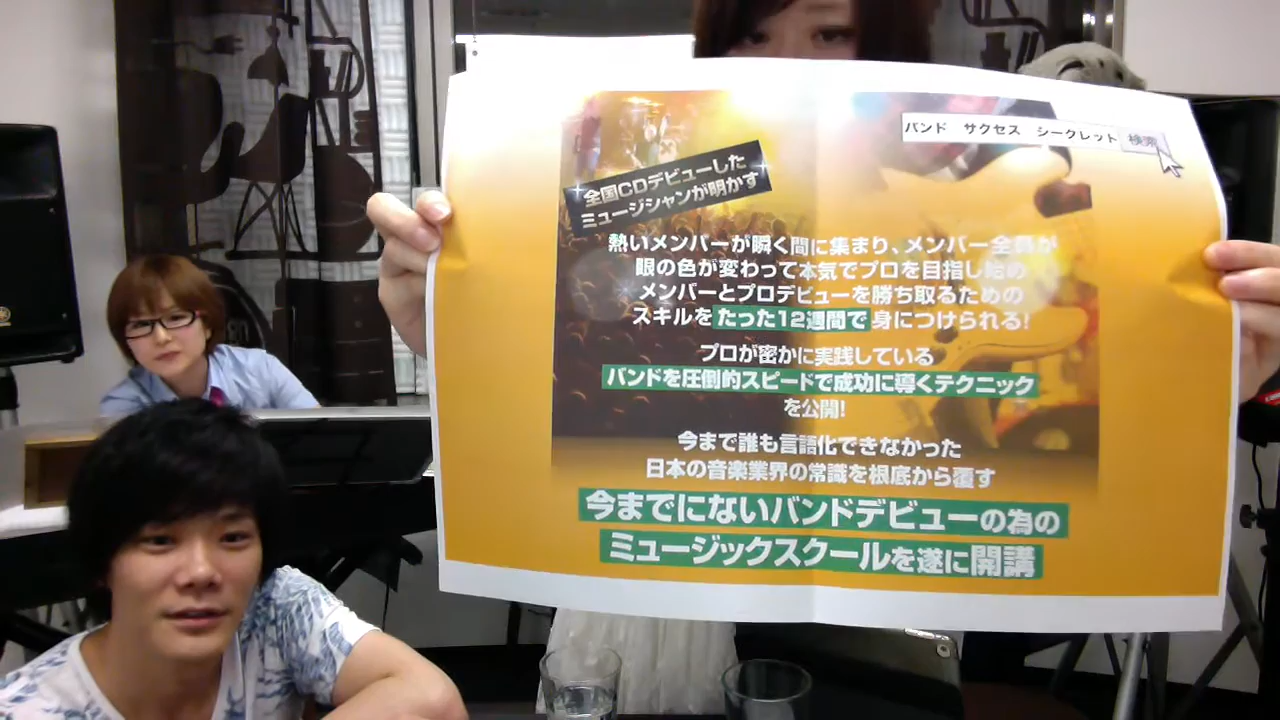 バンド サクセス シークレット 検索
全国CDデビューした
ミュージシャンが明かす
熱いメンバーが瞬く間に集まり、メンバー全員が
眼の色が変わって本気でプロを目指し始め
メンバーとプロデビューを勝ち取るための
スキルをたった12週間で身につけられる!
プロが密かに実践している
バンドを圧倒的スピードで成功に導くテクニック
を公開!
今まで誰も言語化できなかった
日本の音楽業界の常識を根底から覆す
今までにないバンドデビューの為の
ミュージックスクールを遂に開講